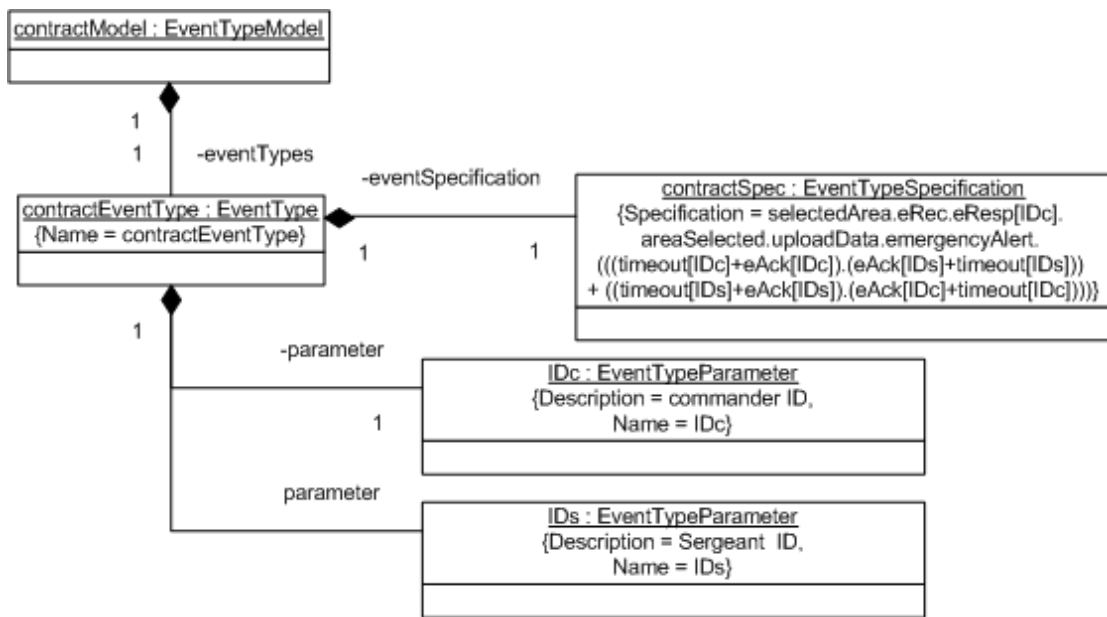 contractModel : EventTypeModel
1
1
-eventTypes
contractEventType : EventType
{Name = contractEventType}
-eventSpecification
1
1
contractSpec : EventTypeSpecification
{Specification = selectedArea.eRec.eResp[IDc].
areaSelected.uploadData.emergencyAlert.
(((timeout[IDc]+eAck[IDc]).(eAck[IDs]+timeout[IDs]))
+ ((timeout[IDs]+eAck[IDs]).(eAck[IDc]+timeout[IDc])))}
1
-parameter
1
IDc : EventTypeParameter
{Description = commander ID,
Name = IDc}
parameter
IDs : EventTypeParameter
{Description = Sergeant  ID,
Name = IDs}